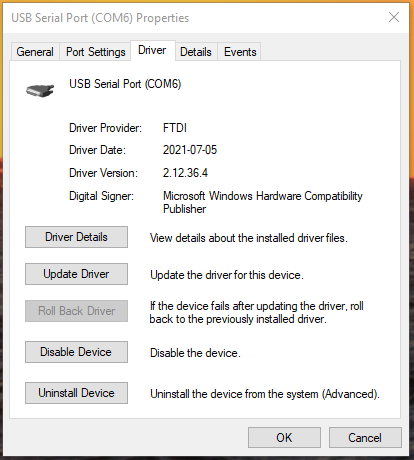 USB Serial Port (COM6) Properties
General Port Settings Driver Details Events
USB Serial Port (COM6)
Driver Provider: FTDI
Driver Date: 2021-07-05
Driver Version: 2.12.36.4
Digital Signer: Microsoft Windows Hardware Compatibility
Publisher
Driver Details View details about the installed driver files.
Update Driver Update the driver for this device.
Roll Back Driver If the device fails after updating the driver, roll
back to the previously installed driver.
Disable Device Disable the device.
Uninstall Device Uninstall the device from the system (Advanced).
OK Cancel